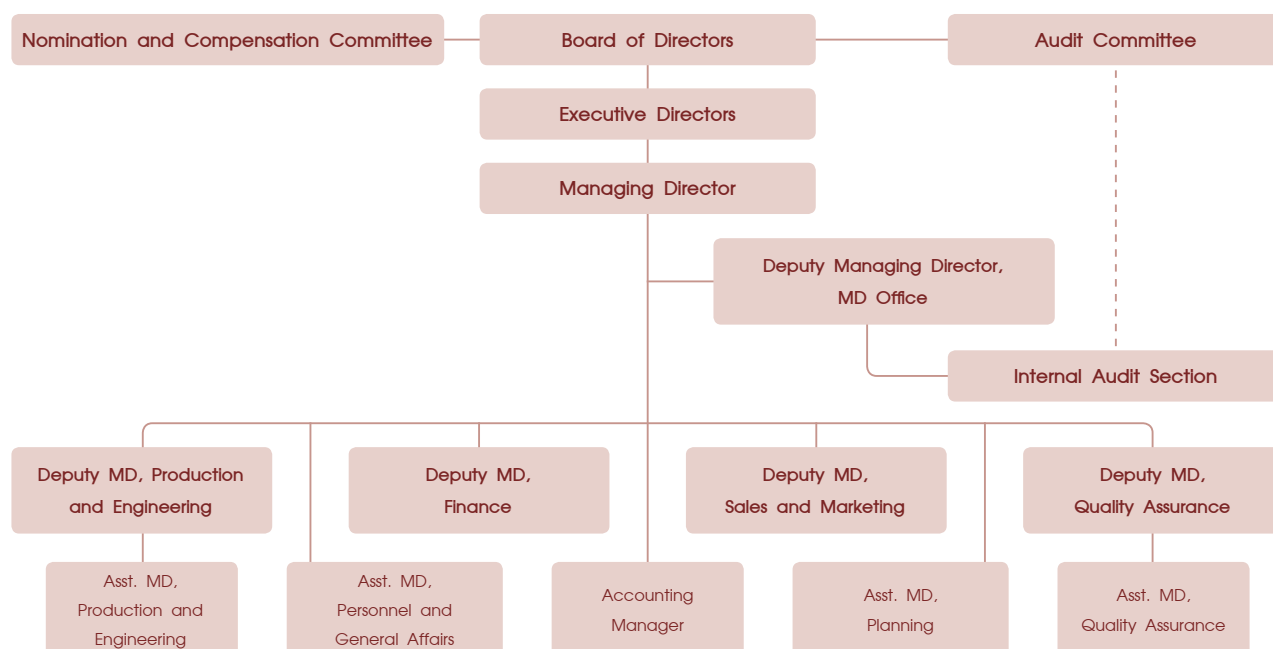 Nomination and Compensation Committee
Board of Directors
Audit Committee
Executive Directors
Managing Director
Deputy Managing Director,
MD Office
Internal Audit Section
Deputy MD, Production
and Engineering
Deputy MD,
Finance
Deputy MD,
Sales and Marketing
Deputy MD,
Quality Assurance
Asst. MD,
Production and
Engineering
Asst. MD,
Personnel and
General Affairs
Accounting
Manager
Asst. MD,
Planning
Asst. MD,
Quality Assurance